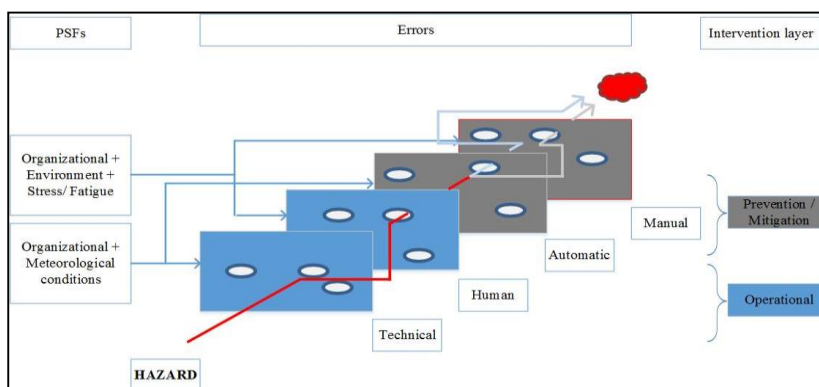 PSFs
Errors
Intervention layer
Organizational +
Environment +
Stress/ Fatigue
Organizational +
Meteorological
conditions
Manual
Automatic
Human
Technical
Prevention /
Mitigation
Operational
HAZARD